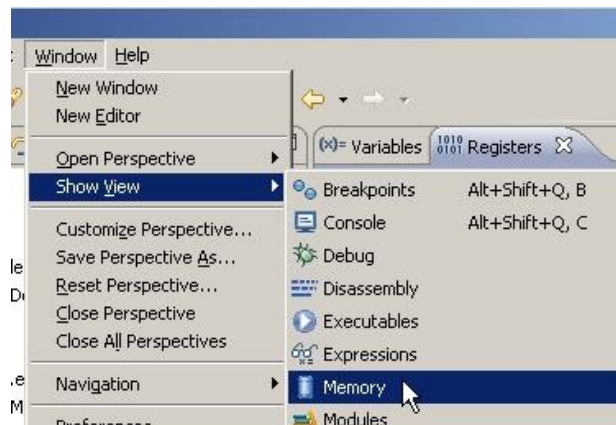 Window Help
New Window
New Editor
(x)= Variables 1010 0101 Registers
Open Perspective
Show View
Breakpoints Alt+Shift+Q, B
Customize Perspective...
Console Alt+Shift+Q, C
Save Perspective As...
Debug
Reset Perspective...
Disassembly
Close Perspective
Executables
Close All Perspectives
Expressions
Navigation
Memory
Preferences
Modules